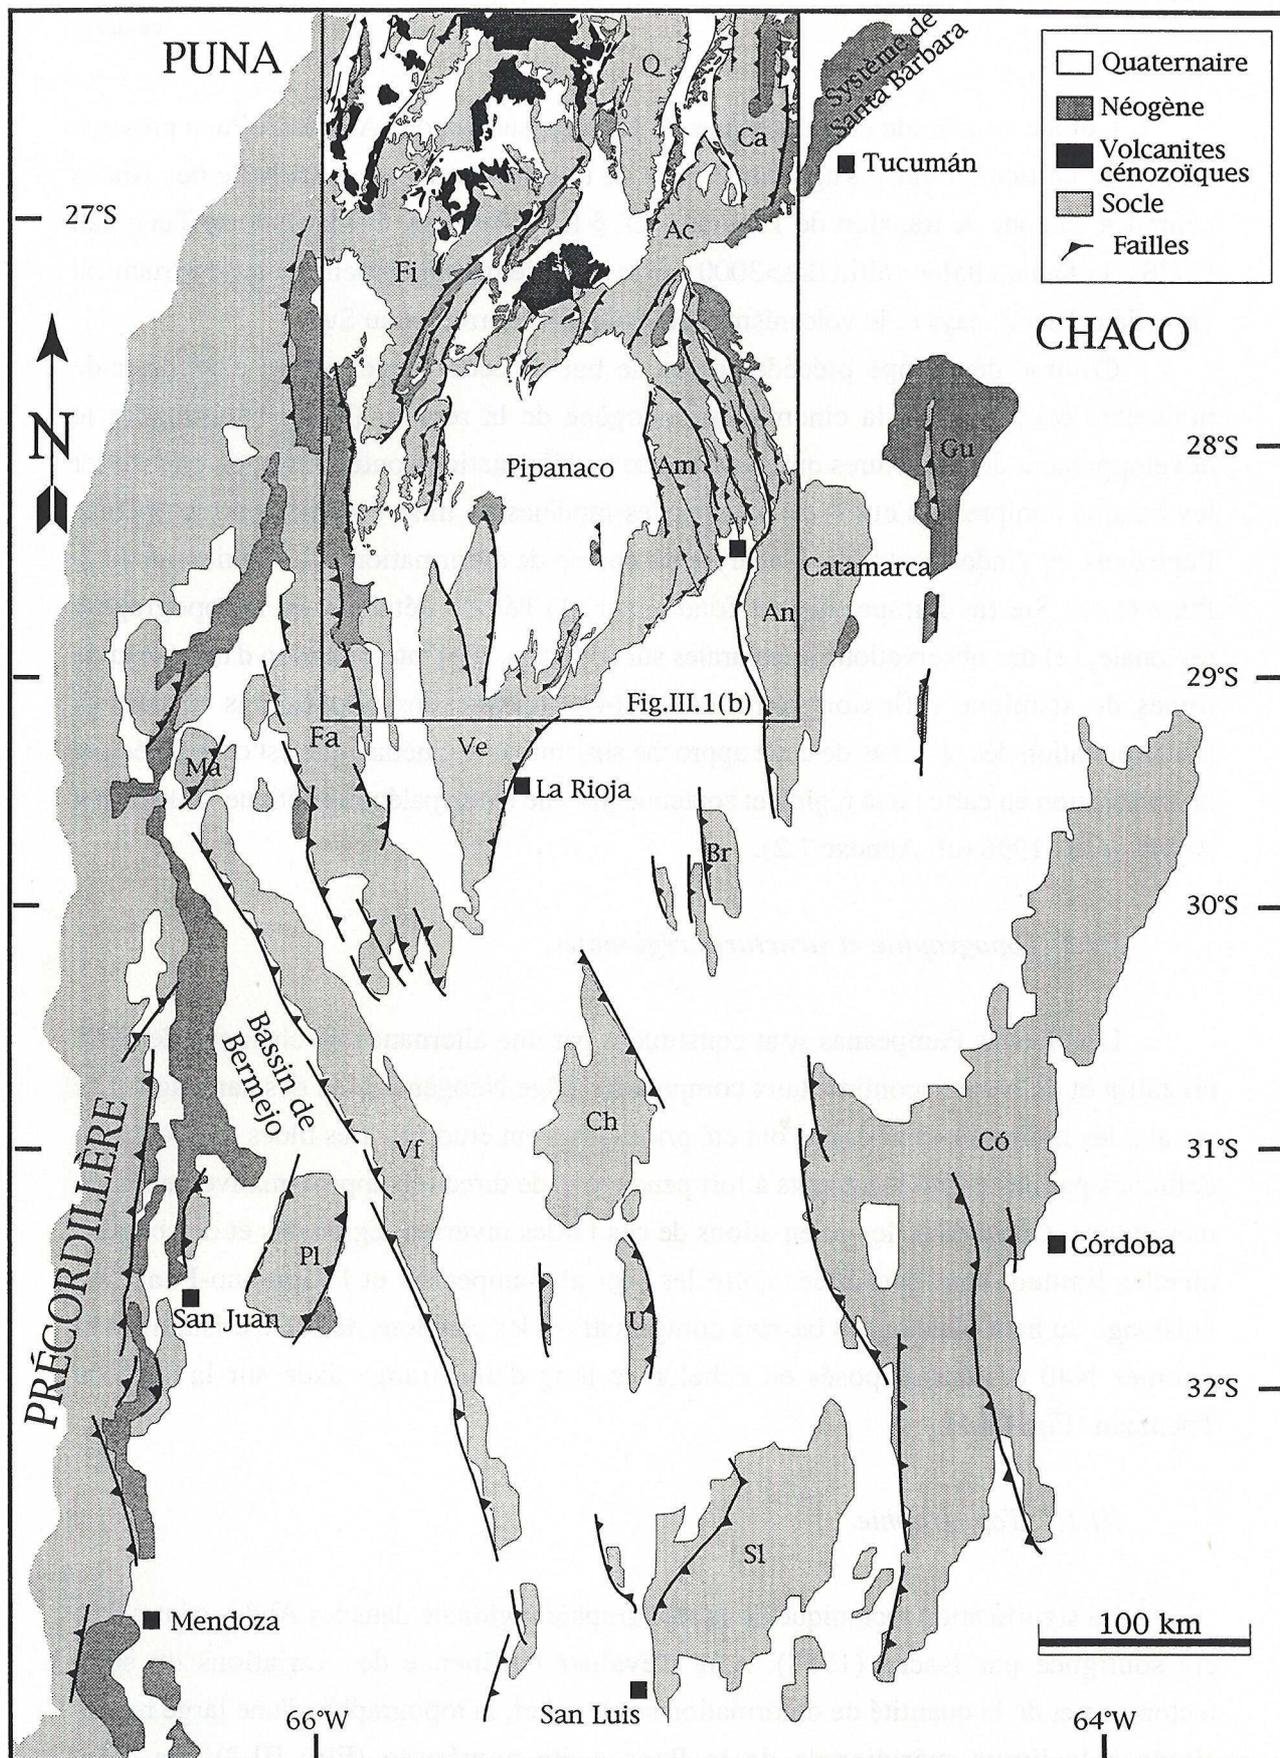 PUNA
Q
Système de
Santa Barbara
Quaternaire
Néogène
Volcanites
cénozoïques
Socle
Failles
Ca
Tucumán
27°S
Ac
Fi
CHACO
N
Pipanaco
Am
Gu
28°S
Catamarca
An
29°S
Fig.III.1(b)
Fa
Ve
Ma
La Rioja
Br
30°S
Bassin de
Bermejo
Ch
Vf
Có
31°S
PRÉCORDILLÈRE
Pl
Córdoba
San Juan
U
32°S
Sl
Mendoza
100 km
San Luis
66°W
64°W